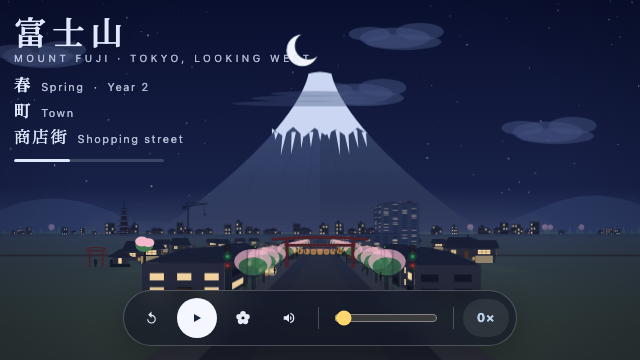 富士山
MOUNT FUJI · TOKYO, LOOKING WEST
春 Spring · Year 2
町 Town
商店街 Shopping street
0×